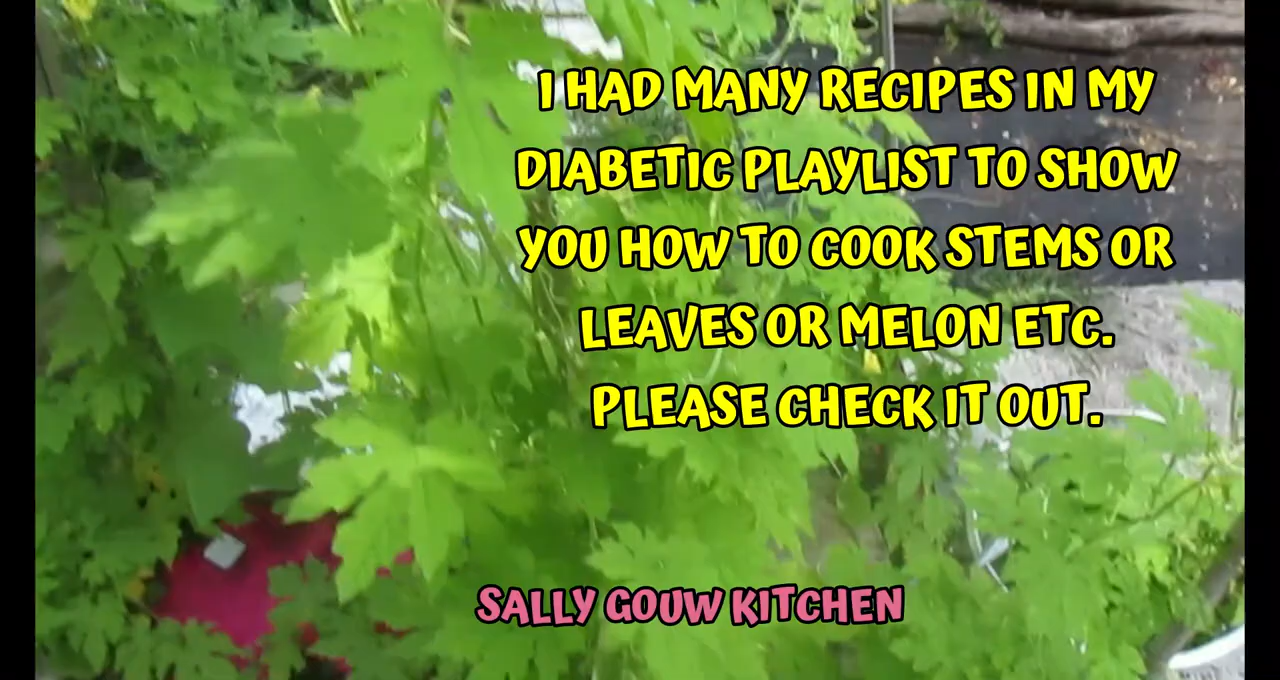 I HAD MANY RECIPES IN MY
DIABETIC PLAYLIST TO SHOW
YOU HOW TO COOK STEMS OR
LEAVES OR MELON ETC.
PLEASE CHECK IT OUT.
SALLY GOUW KITCHEN